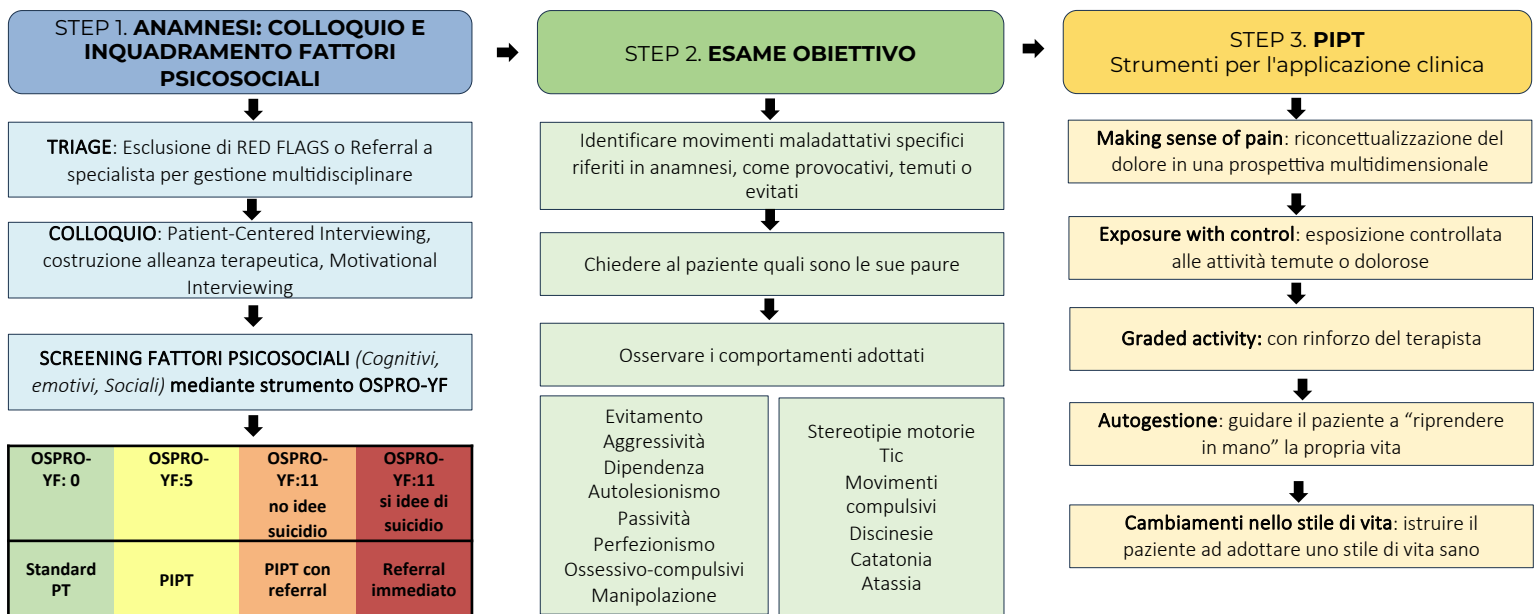 STEP 1. ANAMNESI: COLLOQUIO E
INQUADRAMENTO FATTORI
PSICOSOCIALI
TRIAGE: Esclusione di RED FLAGS o Referral a
specialista per gestione multidisciplinare
COLLOQUIO: Patient-Centered Interviewing,
costruzione alleanza terapeutica, Motivational
Interviewing
SCREENING FATTORI PSICOSOCIALI (Cognitivi,
emotivi, Sociali) mediante strumento OSPRO-YF
OSPRO-
YF: 0
OSPRO-
YF:5
OSPRO-
YF:11
no idee
suicidio
OSPRO-
YF:11
si idee di
suicidio
Standard
PT
PIPT
PIPT con
referral
Referral
immediato
STEP 2. ESAME OBIETTIVO
Identificare movimenti maladattativi specifici
riferiti in anamnesi, come provocativi, temuti o
evitati
Chiedere al paziente quali sono le sue paure
Osservare i comportamenti adottati
Evitamento
Aggressività
Dipendenza
Autolesionismo
Passività
Perfezionismo
Ossessivo-compulsivi
Manipolazione
Stereotipie motorie
Tic
Movimenti
compulsivi
Discinesie
Catatonia
Atassia
STEP 3. PIPT
Strumenti per l'applicazione clinica
Making sense of pain: riconcettualizzazione del
dolore in una prospettiva multidimensionale
Exposure with control: esposizione controllata
alle attività temute o dolorose
Graded activity: con rinforzo del terapista
Autogestione: guidare il paziente a “riprendere
in mano” la propria vita
Cambiamenti nello stile di vita: istruire il
paziente ad adottare uno stile di vita sano